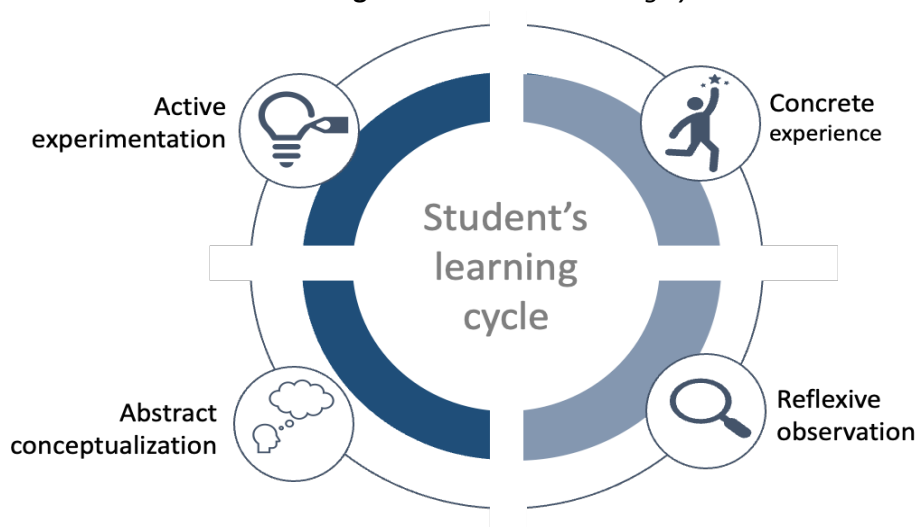 Active
experimentation
Concrete
experience
Student's
learning
cycle
Abstract
conceptualization
Reflexive
observation